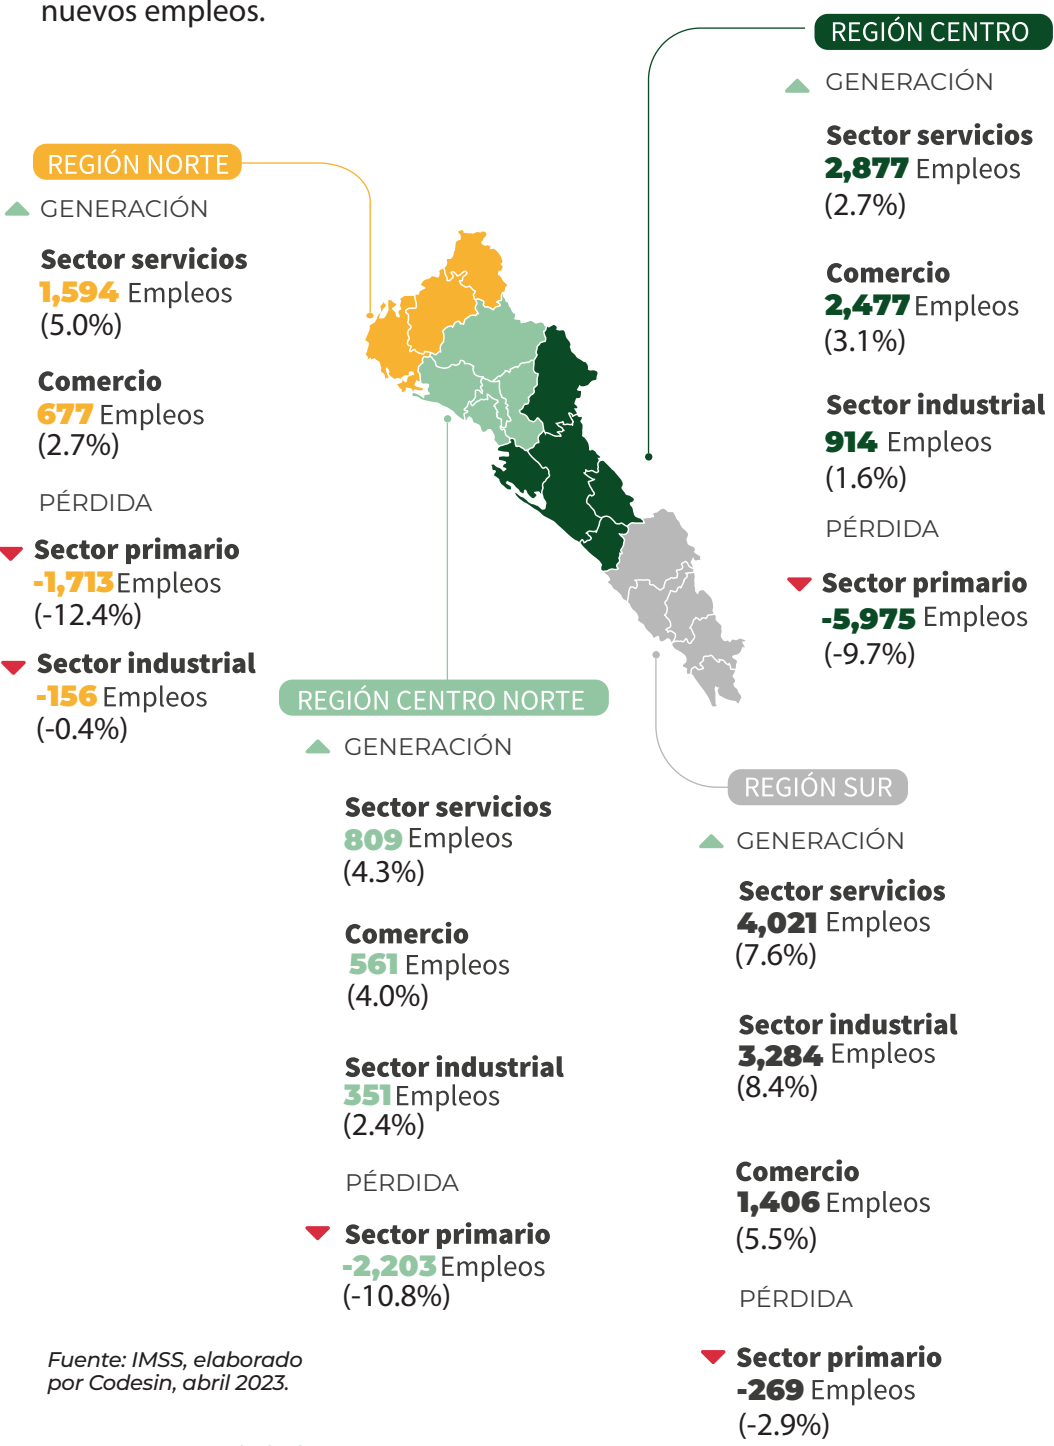 nuevos empleos.
REGIÓN NORTE
GENERACIÓN
Sector servicios
1,594 Empleos
(5.0%)
Comercio
677 Empleos
(2.7%)
PÉRDIDA
Sector primario
-1,713 Empleos
(-12.4%)
Sector industrial
-156 Empleos
(-0.4%)
REGIÓN CENTRO
GENERACIÓN
Sector servicios
2,877 Empleos
(2.7%)
Comercio
2,477 Empleos
(3.1%)
Sector industrial
914 Empleos
(1.6%)
PÉRDIDA
Sector primario
-5,975 Empleos
(-9.7%)
REGIÓN CENTRO NORTE
GENERACIÓN
Sector servicios
809 Empleos
(4.3%)
Comercio
561 Empleos
(4.0%)
Sector industrial
351 Empleos
(2.4%)
PÉRDIDA
Sector primario
-2,203 Empleos
(-10.8%)
REGIÓN SUR
GENERACIÓN
Sector servicios
4,021 Empleos
(7.6%)
Sector industrial
3,284 Empleos
(8.4%)
Comercio
1,406 Empleos
(5.5%)
PÉRDIDA
Sector primario
-269 Empleos
(-2.9%)
Fuente: IMSS, elaborado
por Codesin, abril 2023.